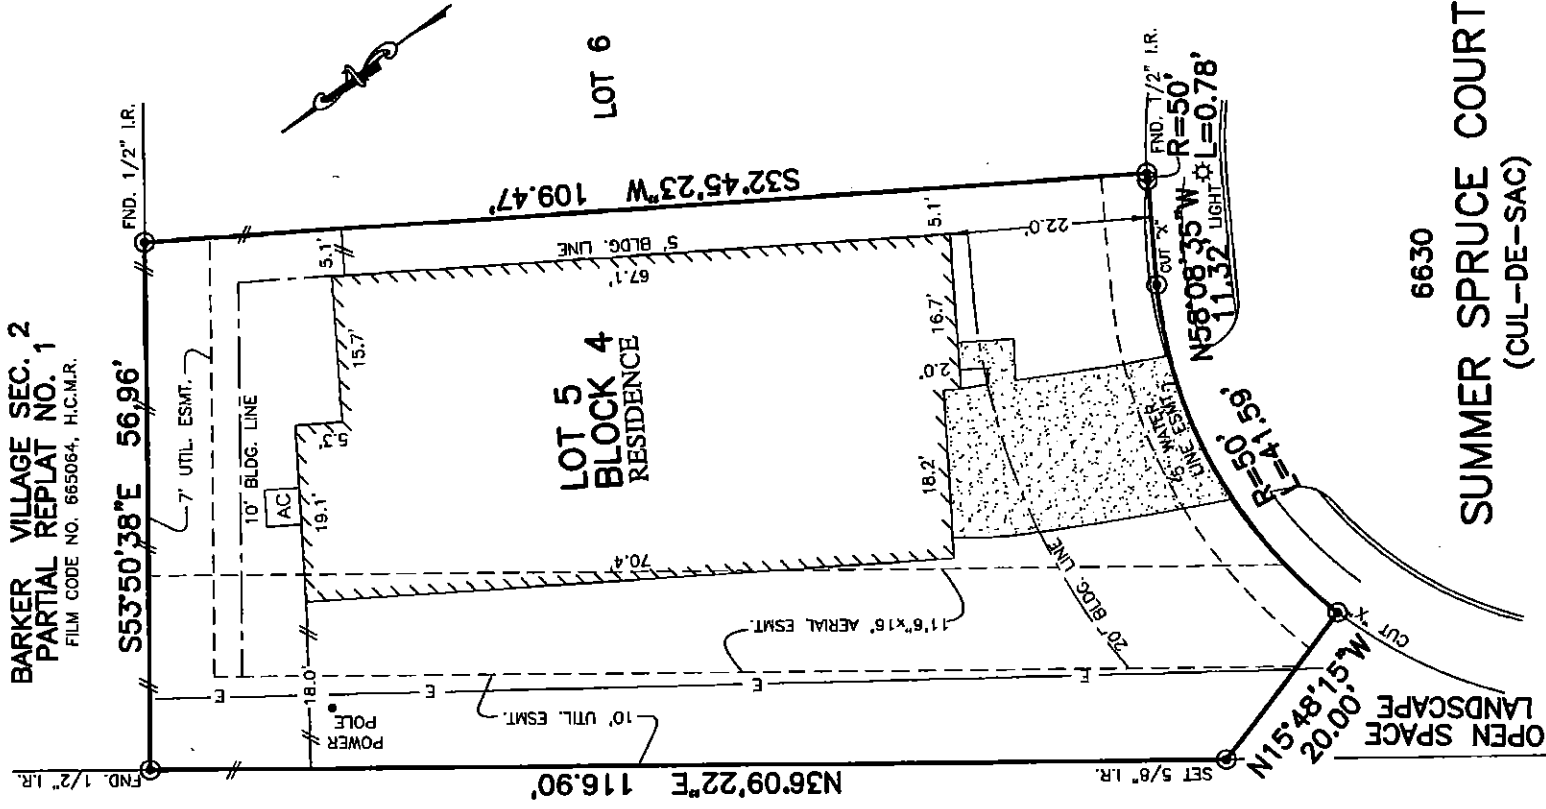 BARKER VILLAGE SEC. 2
PARTIAL REPLAT NO. 1
FILM CODE NO. 665064, H.C.M.R.
S53°50'38"E 56.96'
FND. 1/2" I.R.
FND. 1/2" I.R.
7' UTIL. ESMT.
10' BLDG. LINE
AC
LOT 6
S32°45'23"W 109.47'
5' BLDG. LINE
5.1'
67.1'
15.7'
5.3'
19.1'
70.4'
18.2'
2.0'
16.7'
5.1'
22.0'
LOT 5
BLOCK 4
RESIDENCE
18.0'
POWER
POLE
E
E
E
E
10' UTIL. ESMT.
11'6"x16' AERIAL ESMT.
20' BLDG. LINE
5' WATER
LINE ESMT.
N36°09'22"E 116.90'
SET 5/8" I.R.
N15°48'15"W
20.00'
OPEN SPACE
LANDSCAPE
CUT "X"
R=50'
L=41.59'
CUT "X"
N58°08'35"W
11.32'
LIGHT
FND. 1/2" I.R.
R=50'
L=0.78'
6630
SUMMER SPRUCE COURT
(CUL-DE-SAC)